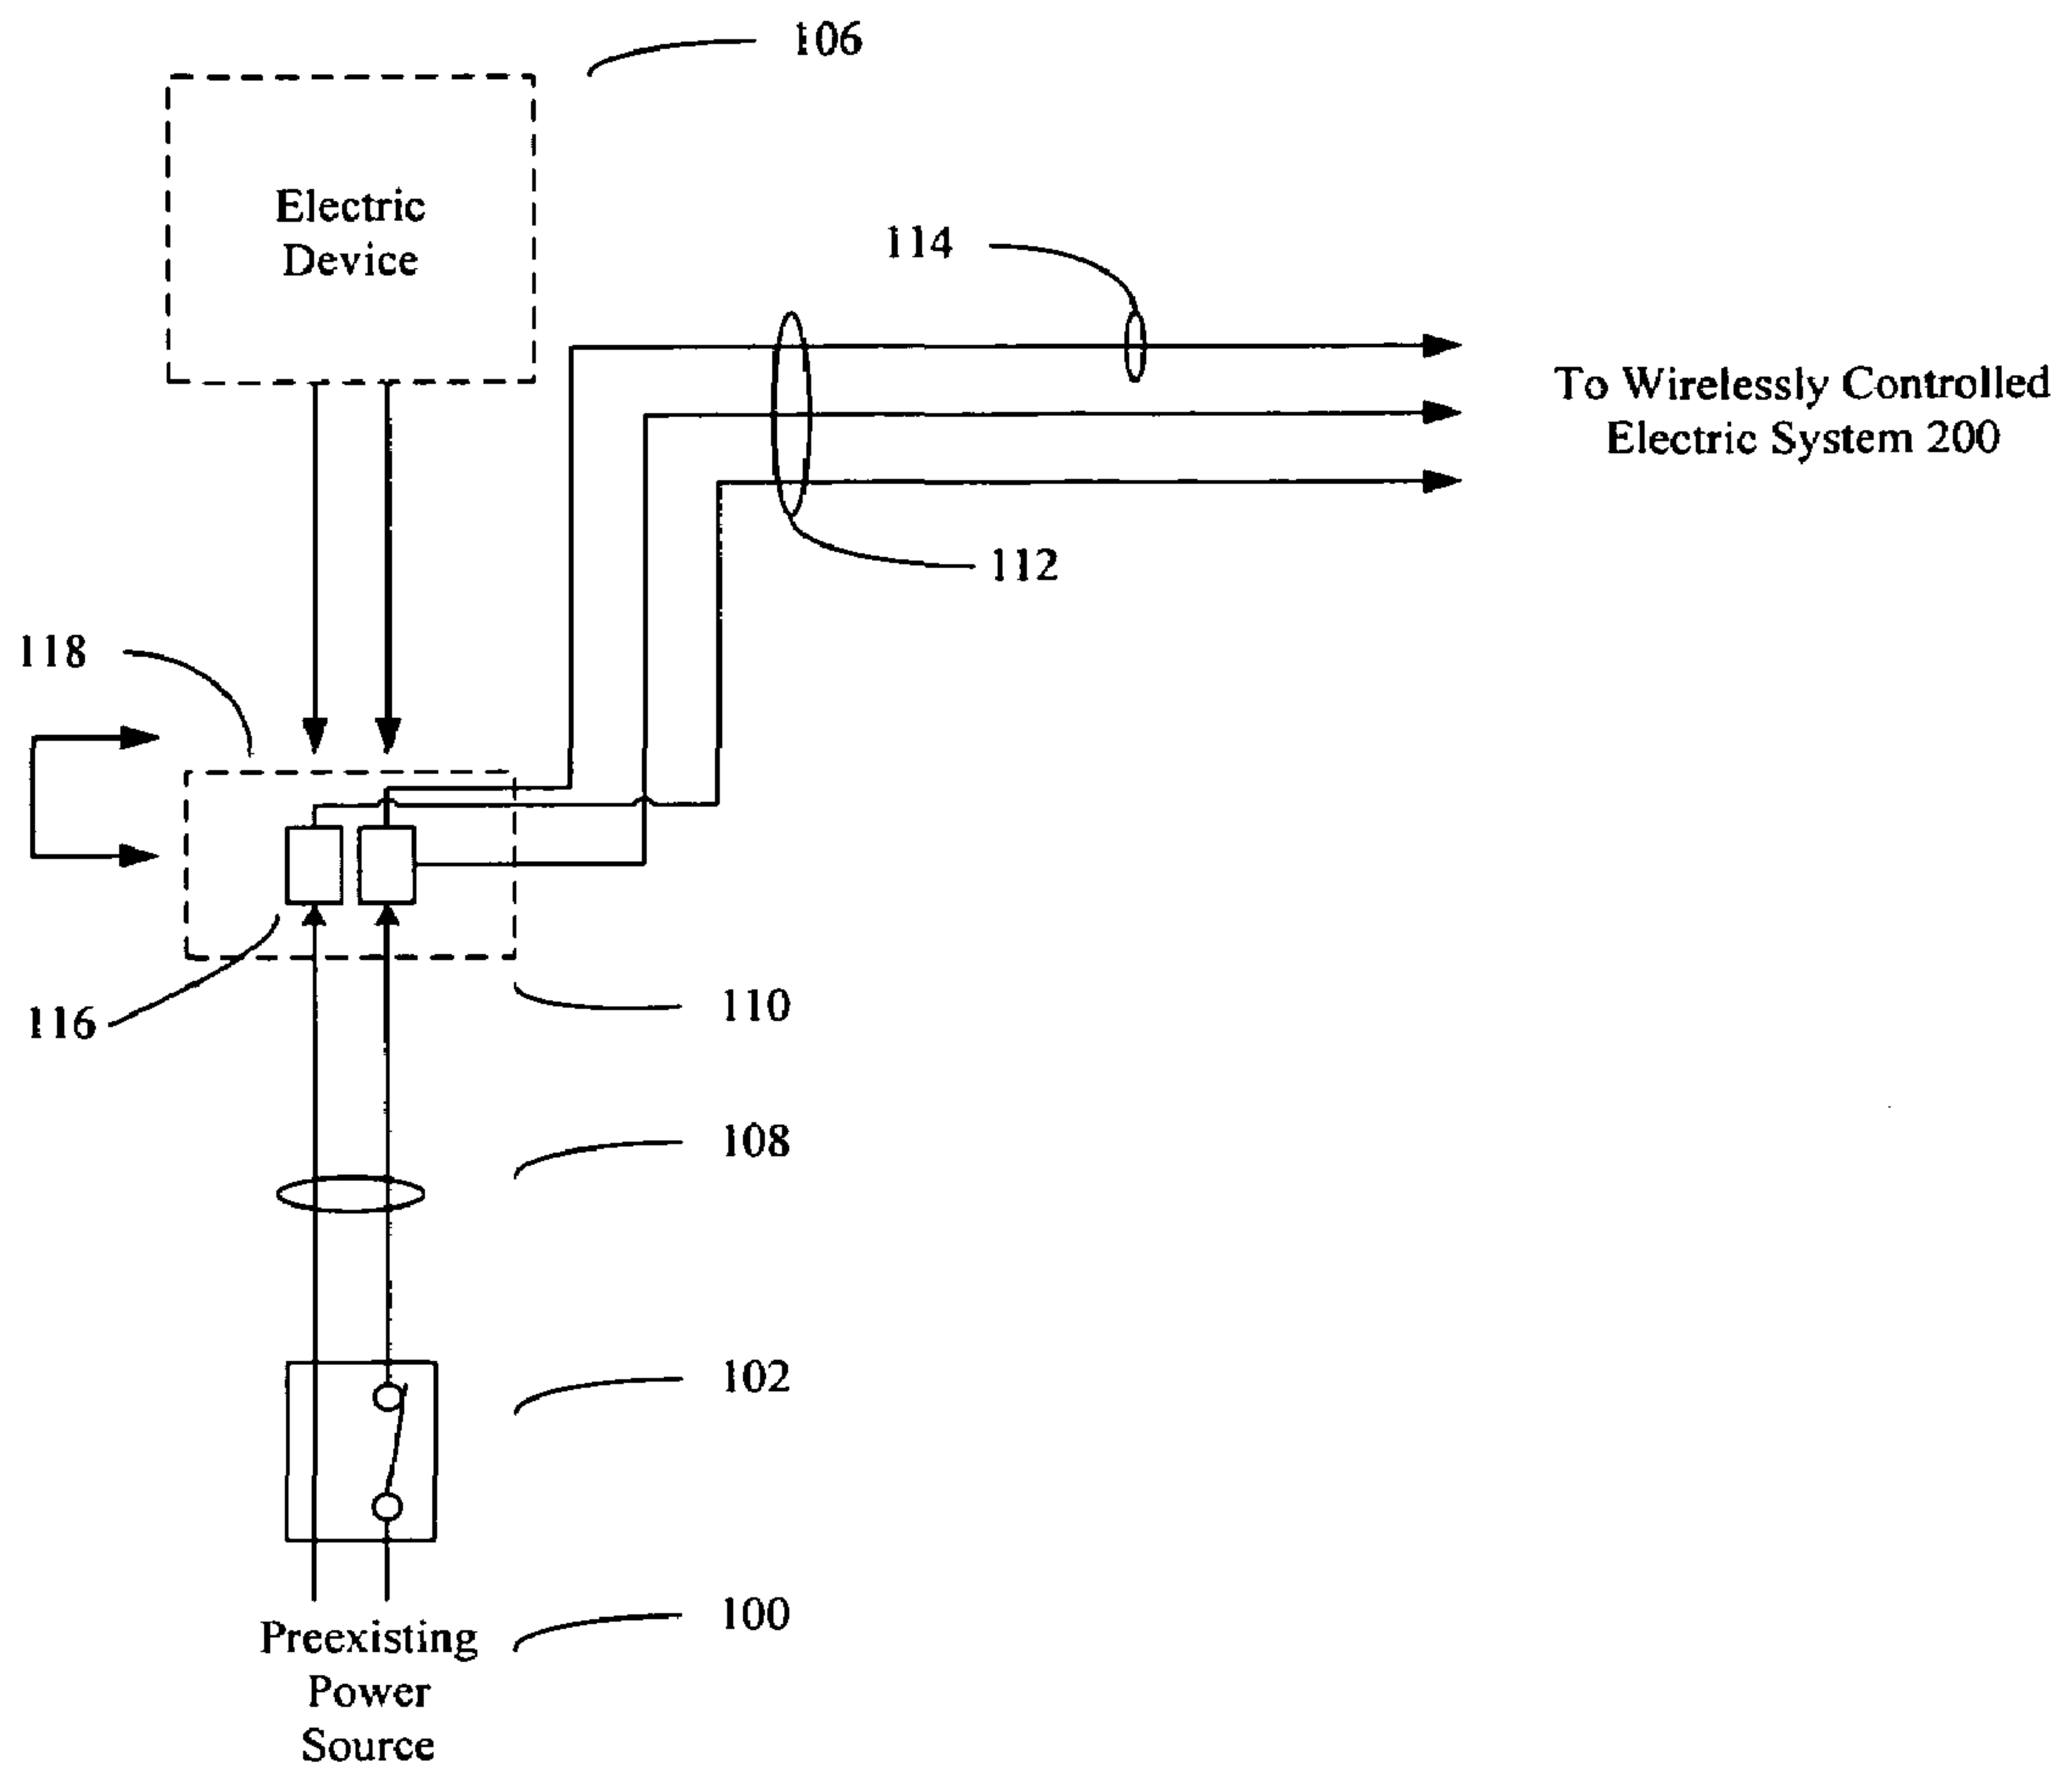 106
Electric
Device
114
To Wirelessly Controlled
Electric System 200
112
118
116
110
108
102
100
Preexisting
Power
Source